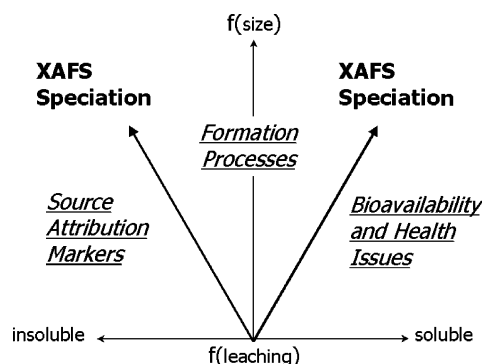 f(size)
XAFS
Speciation
XAFS
Speciation
Formation
Processes
Source
Attribution
Markers
Bioavailability
and Health
Issues
insoluble
soluble
f(leaching)